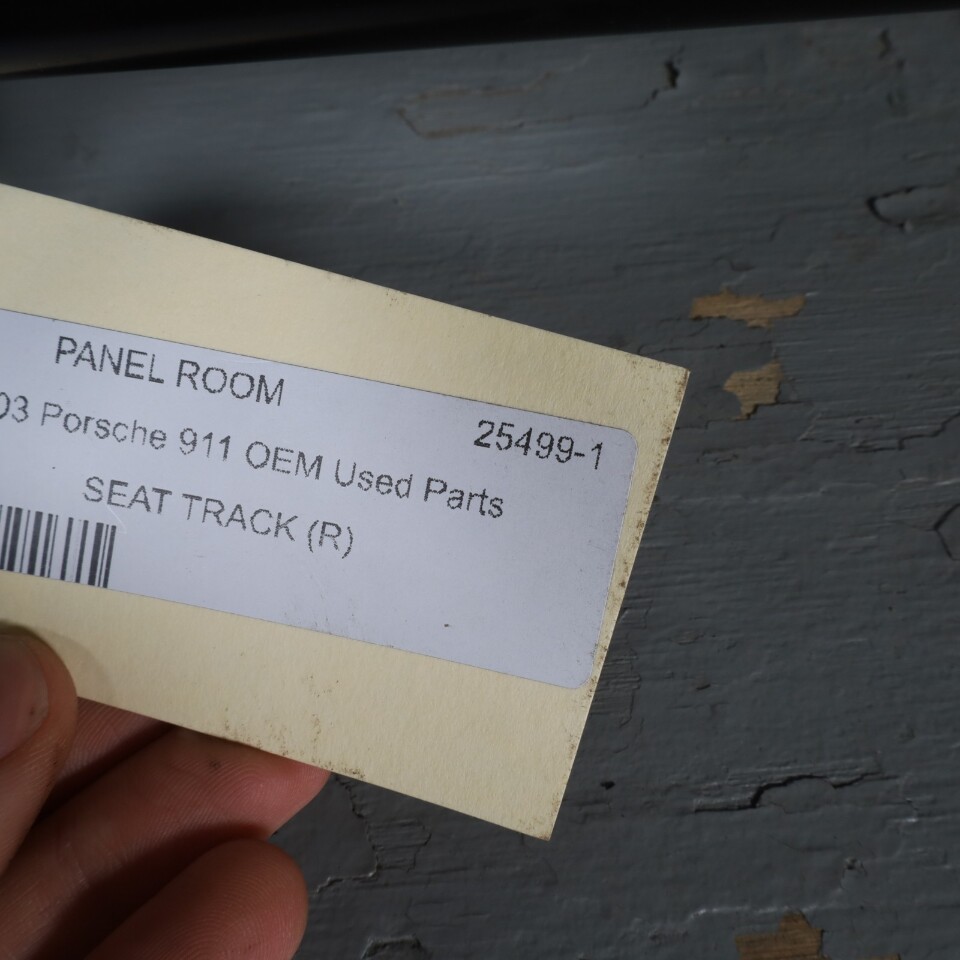 PANEL ROOM
25499-1
03 Porsche 911 OEM Used Parts
SEAT TRACK (R)